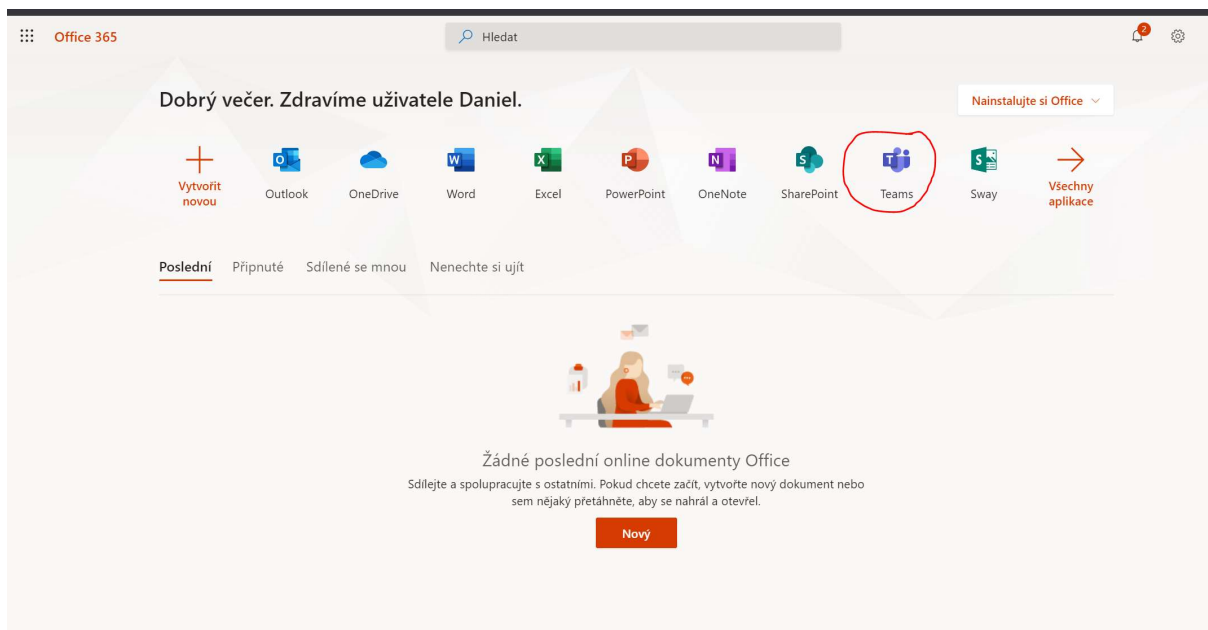 Office 365
Hledat
2
Dobrý večer. Zdravíme uživatele Daniel.
Nainstalujte si Office
Vytvořit
novou
Outlook
OneDrive
Word
Excel
PowerPoint
OneNote
SharePoint
Teams
Sway
Všechny
aplikace
Poslední
Připnuté
Sdílené se mnou
Nenechte si ujít
Žádné poslední online dokumenty Office
Sdílejte a spolupracujte s ostatními. Pokud chcete začít, vytvořte nový dokument nebo
sem nějaký přetáhněte, aby se nahrál a otevřel.
Nový